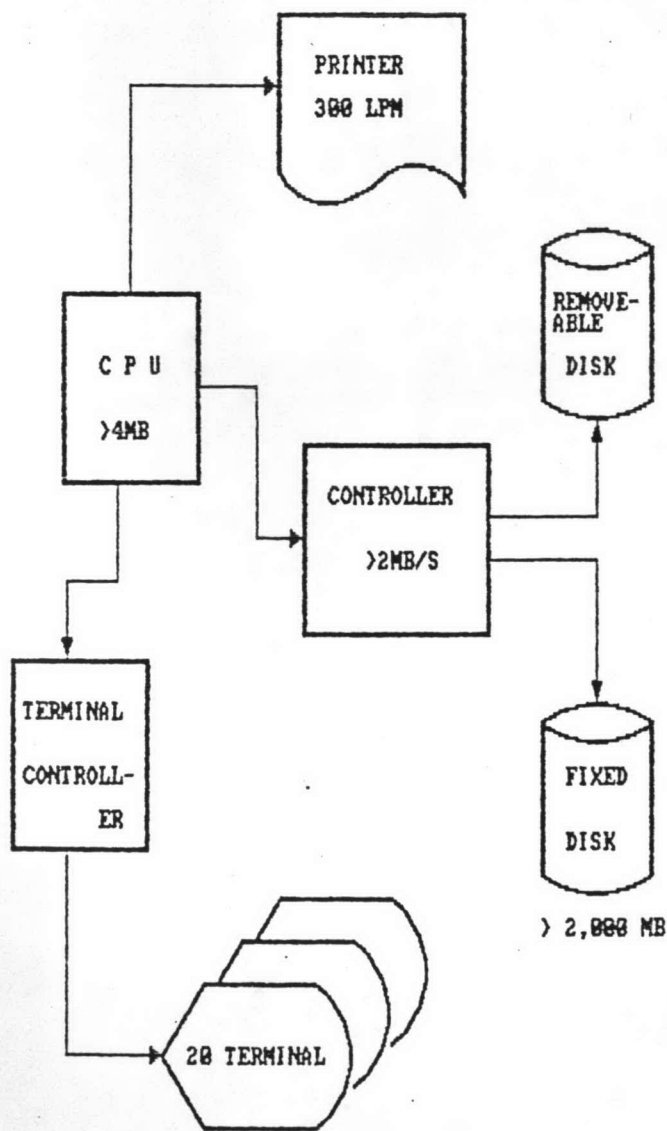 PRINTER
300 LPM
REMOVE-
ABLE
DISK
C P U
>4MB
CONTROLLER
>2MB/S
TERMINAL
CONTROLL-
ER
FIXED
DISK
> 2,000 MB
20 TERMINAL